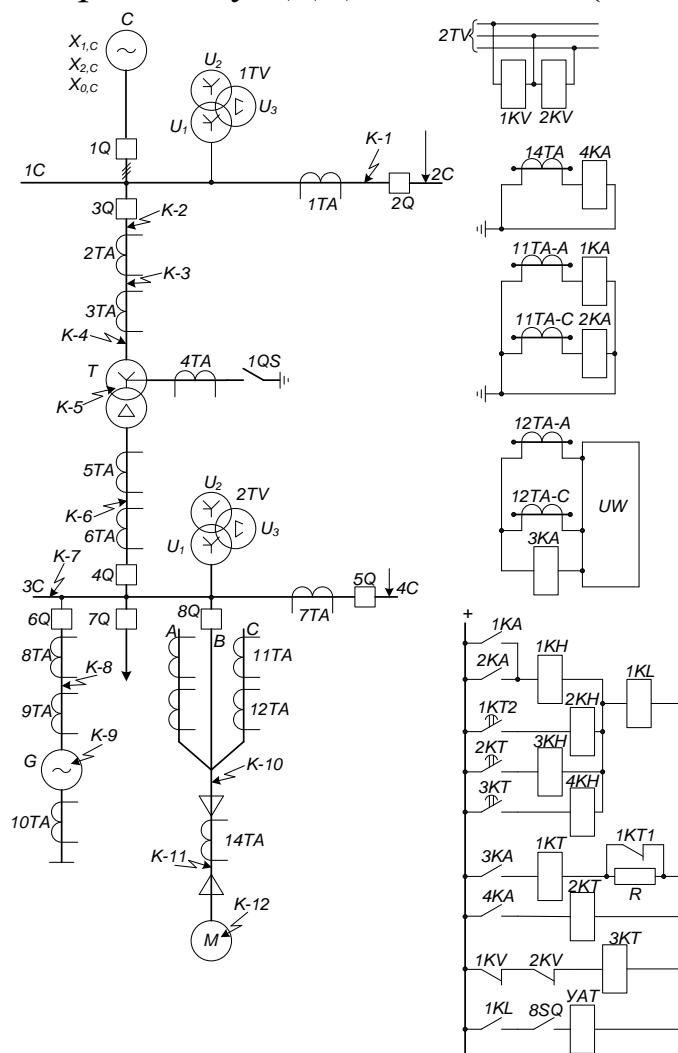 C
X1,C
X2,C
X0,C
U2
1TV
U3
U1
K-1
1Q
1C
2C
1TA
2Q
3Q
K-2
2TA
K-3
3TA
K-4
T
4TA
1QS
K-5
5TA
K-6
6TA
U2
2TV
U3
U1
K-7
4Q
5Q
3C
4C
7TA
6Q
7Q
8Q
A
B
C
8TA
K-8
9TA
11TA
12TA
G
K-9
K-10
10TA
14TA
K-11
K-12
M
2TV
1KV
2KV
14TA
4KA
11TA-A
1KA
11TA-C
2KA
12TA-A
12TA-C
UW
3KA
+
1KA
2KA
1KH
1KL
1KT2
2KH
2KT
3KH
3KT
4KH
3KA
1KT
1KT1
R
4KA
2KT
1KV
2KV
3KT
1KL
8SQ
УАТ